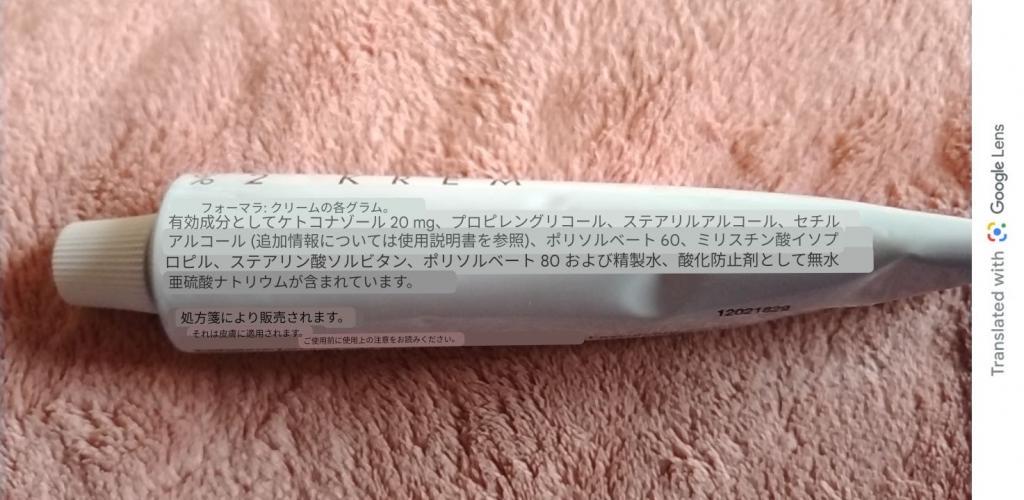 % 2 KREM
フォーマラ: クリームの各グラム。
有効成分としてケトコナゾール 20 mg、プロピレングリコール、ステアリルアルコール、セチル
アルコール (追加情報については使用説明書を参照)、ポリソルベート 60、ミリスチン酸イソプ
ロピル、ステアリン酸ソルビタン、ポリソルベート 80 および精製水、酸化防止剤として無水
亜硫酸ナトリウムが含まれています。
処方箋により販売されます。
それは皮膚に適用されます。
ご使用前に使用上の注意をお読みください。
12021829
Translated with Google Lens